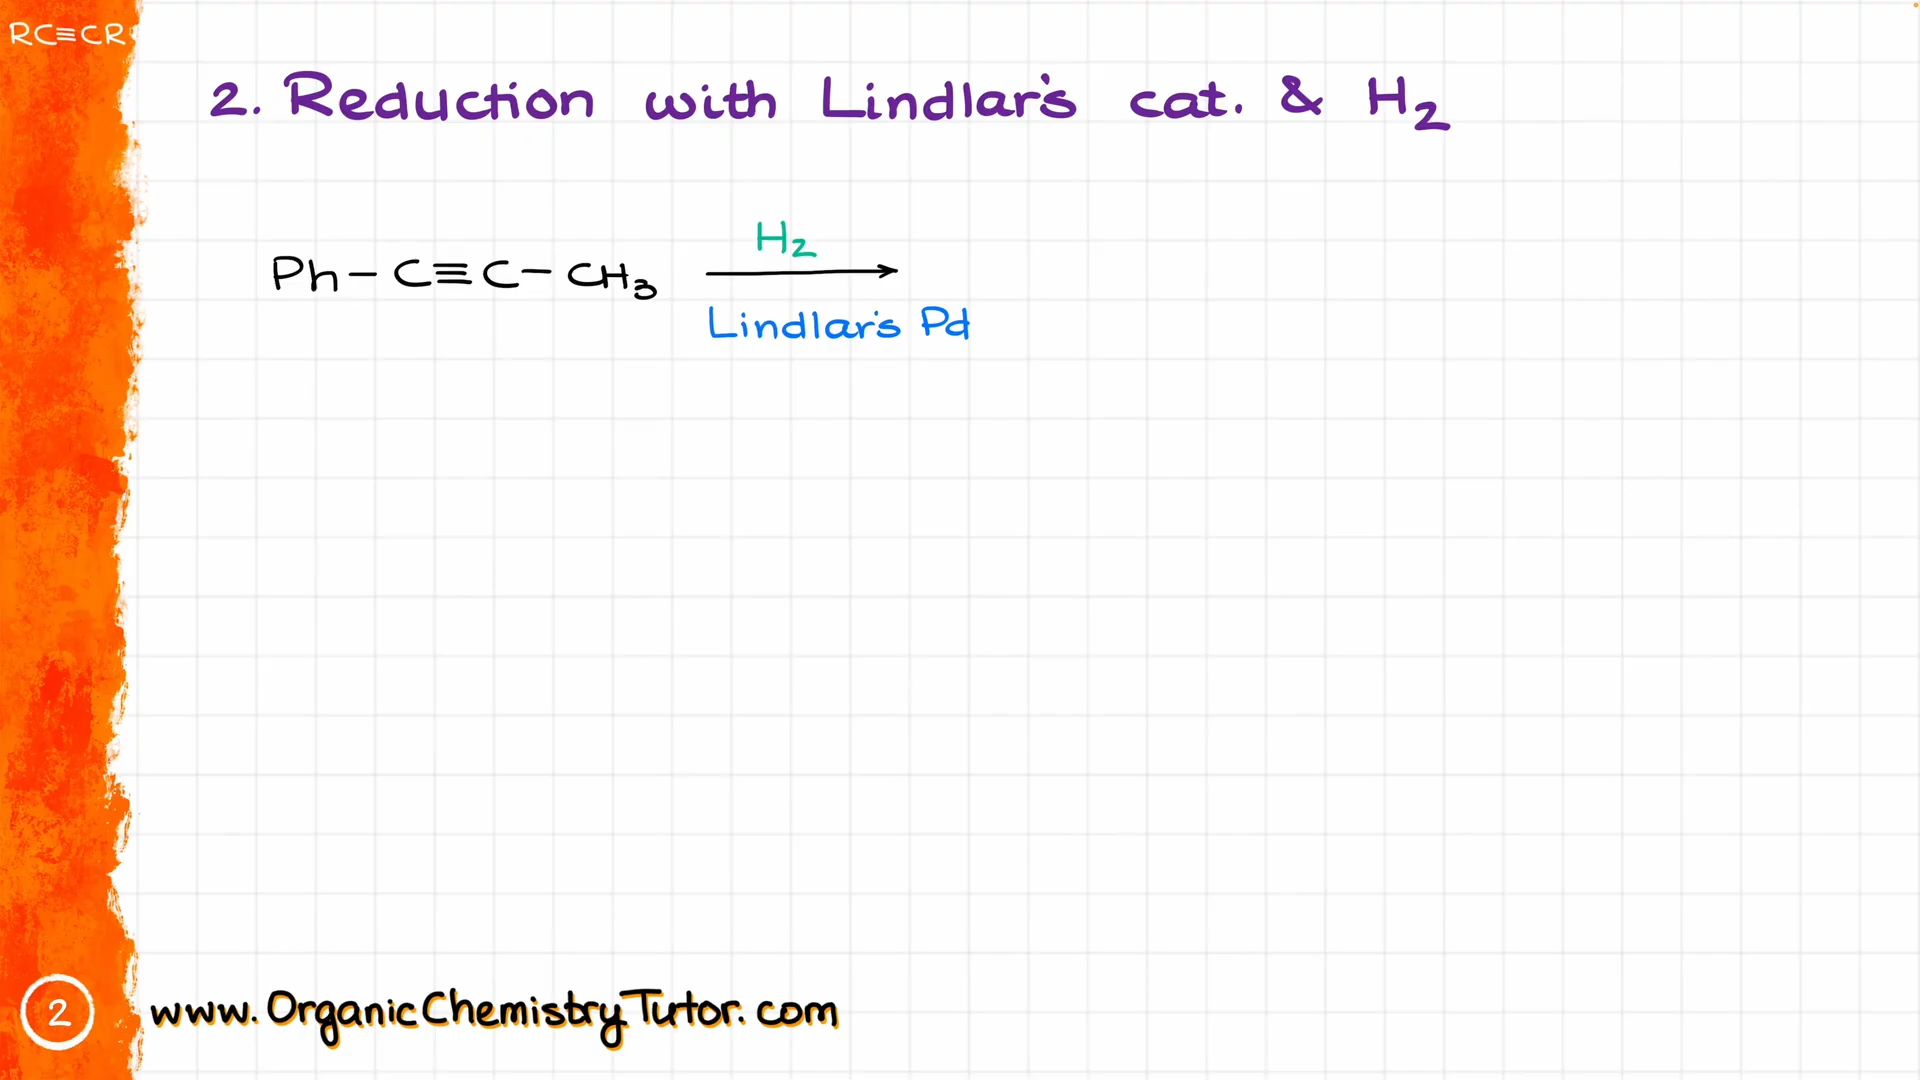 RC≡CR
2. Reduction with Lindlar's cat. & H₂
H₂
Ph–C≡C–CH₃
Lindlar's Pd
2
www.OrganicChemistryTutor.com